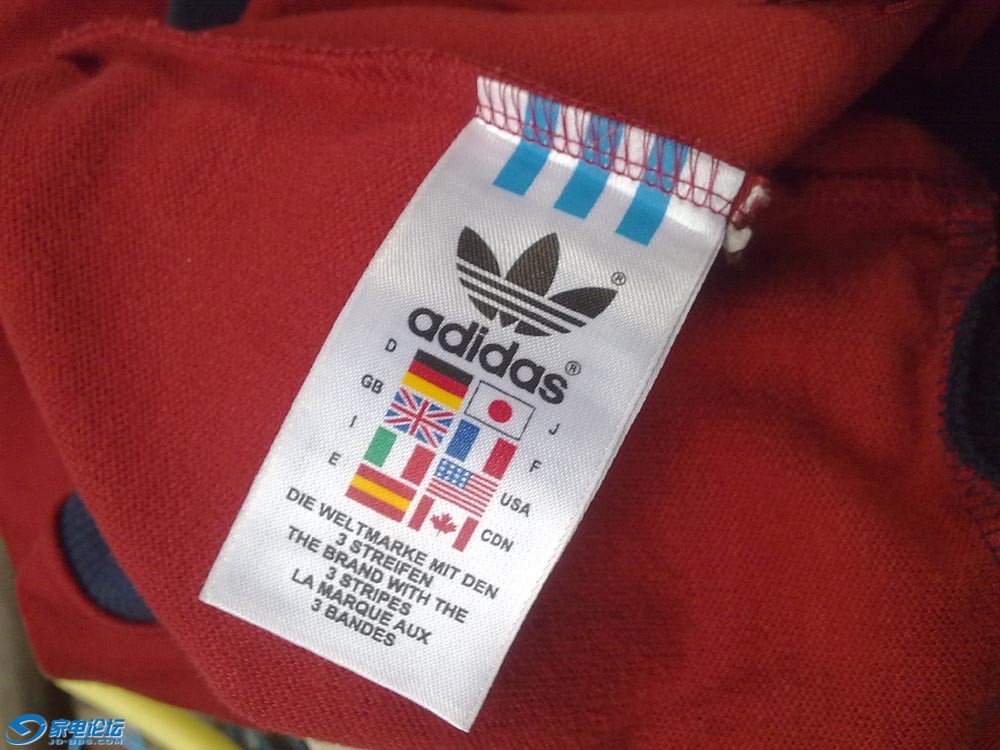 ®
adidas®
D
J
GB
F
I
USA
E
CDN
DIE WELTMARKE MIT DEN
3 STREIFEN
THE BRAND WITH THE
3 STRIPES
LA MARQUE AUX
3 BANDES
家电论坛
JD-BBS.COM